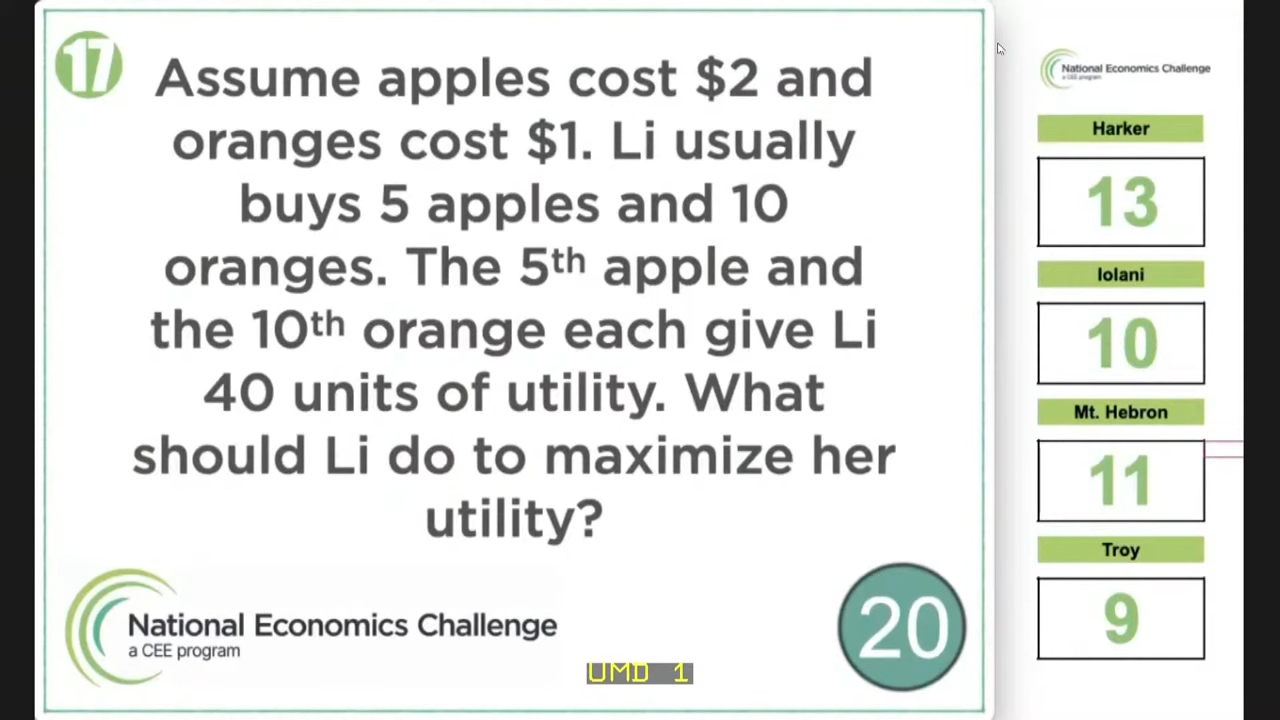 17
Assume apples cost $2 and
oranges cost $1. Li usually
buys 5 apples and 10
oranges. The 5th apple and
the 10th orange each give Li
40 units of utility. What
should Li do to maximize her
utility?
National Economics Challenge
a CEE program
20
UMD 1
National Economics Challenge
a CEE program
Harker
13
Iolani
10
Mt. Hebron
11
Troy
9